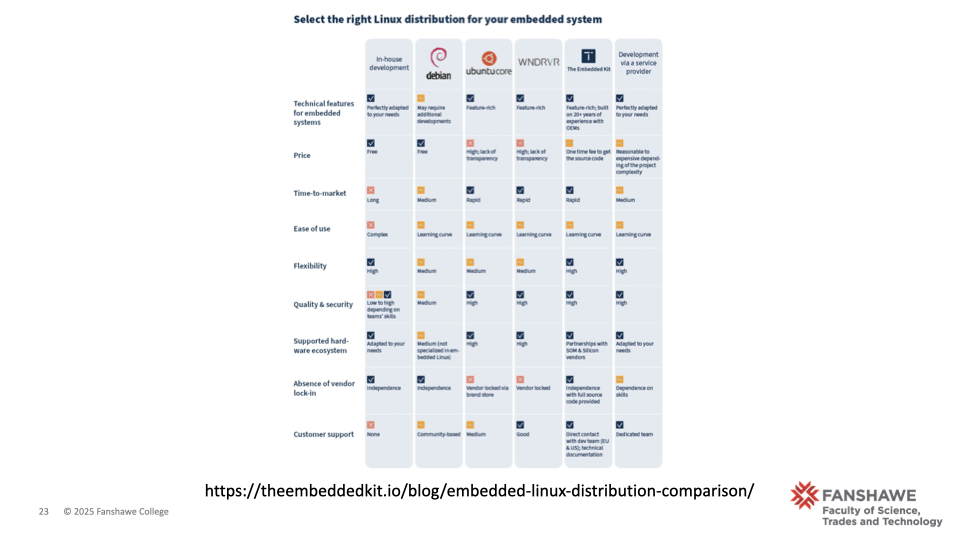 Select the right Linux distribution for your embedded system
In-house
development
debian
ubuntu core
WNDRVR
The Embedded Kit
Development
via a service
provider
Technical features
for embedded
systems
Perfectly adapted
to your needs
May require
additional
developments
Feature-rich
Feature-rich
Feature-rich; built
on 20+ years of
experience with
OEMs
Perfectly adapted
to your needs
Price
Free
Free
High; lack of
transparency
High; lack of
transparency
One time fee to get
the source code
Reasonable to
expensive depend-
ing of the project
complexity
Time-to-market
Long
Medium
Rapid
Rapid
Rapid
Medium
Ease of use
Complex
Learning curve
Learning curve
Learning curve
Learning curve
Learning curve
Flexibility
High
Medium
Medium
Medium
High
High
Quality & security
Low to high
depending on
teams' skills
Medium
High
High
High
High
Supported hard-
ware ecosystem
Adapted to your
needs
Medium (not
specialized in em-
bedded Linux)
High
High
Partnerships with
SOM & Silicon
vendors
Adapted to your
needs
Absence of vendor
lock-in
Independence
Independence
Vendor locked via
brand store
Vendor locked
Independence
with full source
code provided
Dependence on
skills
Customer support
None
Community-based
Medium
Good
Direct contact
with dev team (EU
& US); technical
documentation
Dedicated team
https://theembeddedkit.io/blog/embedded-linux-distribution-comparison/
23 © 2025 Fanshawe College
FANSHAWE
Faculty of Science,
Trades and Technology